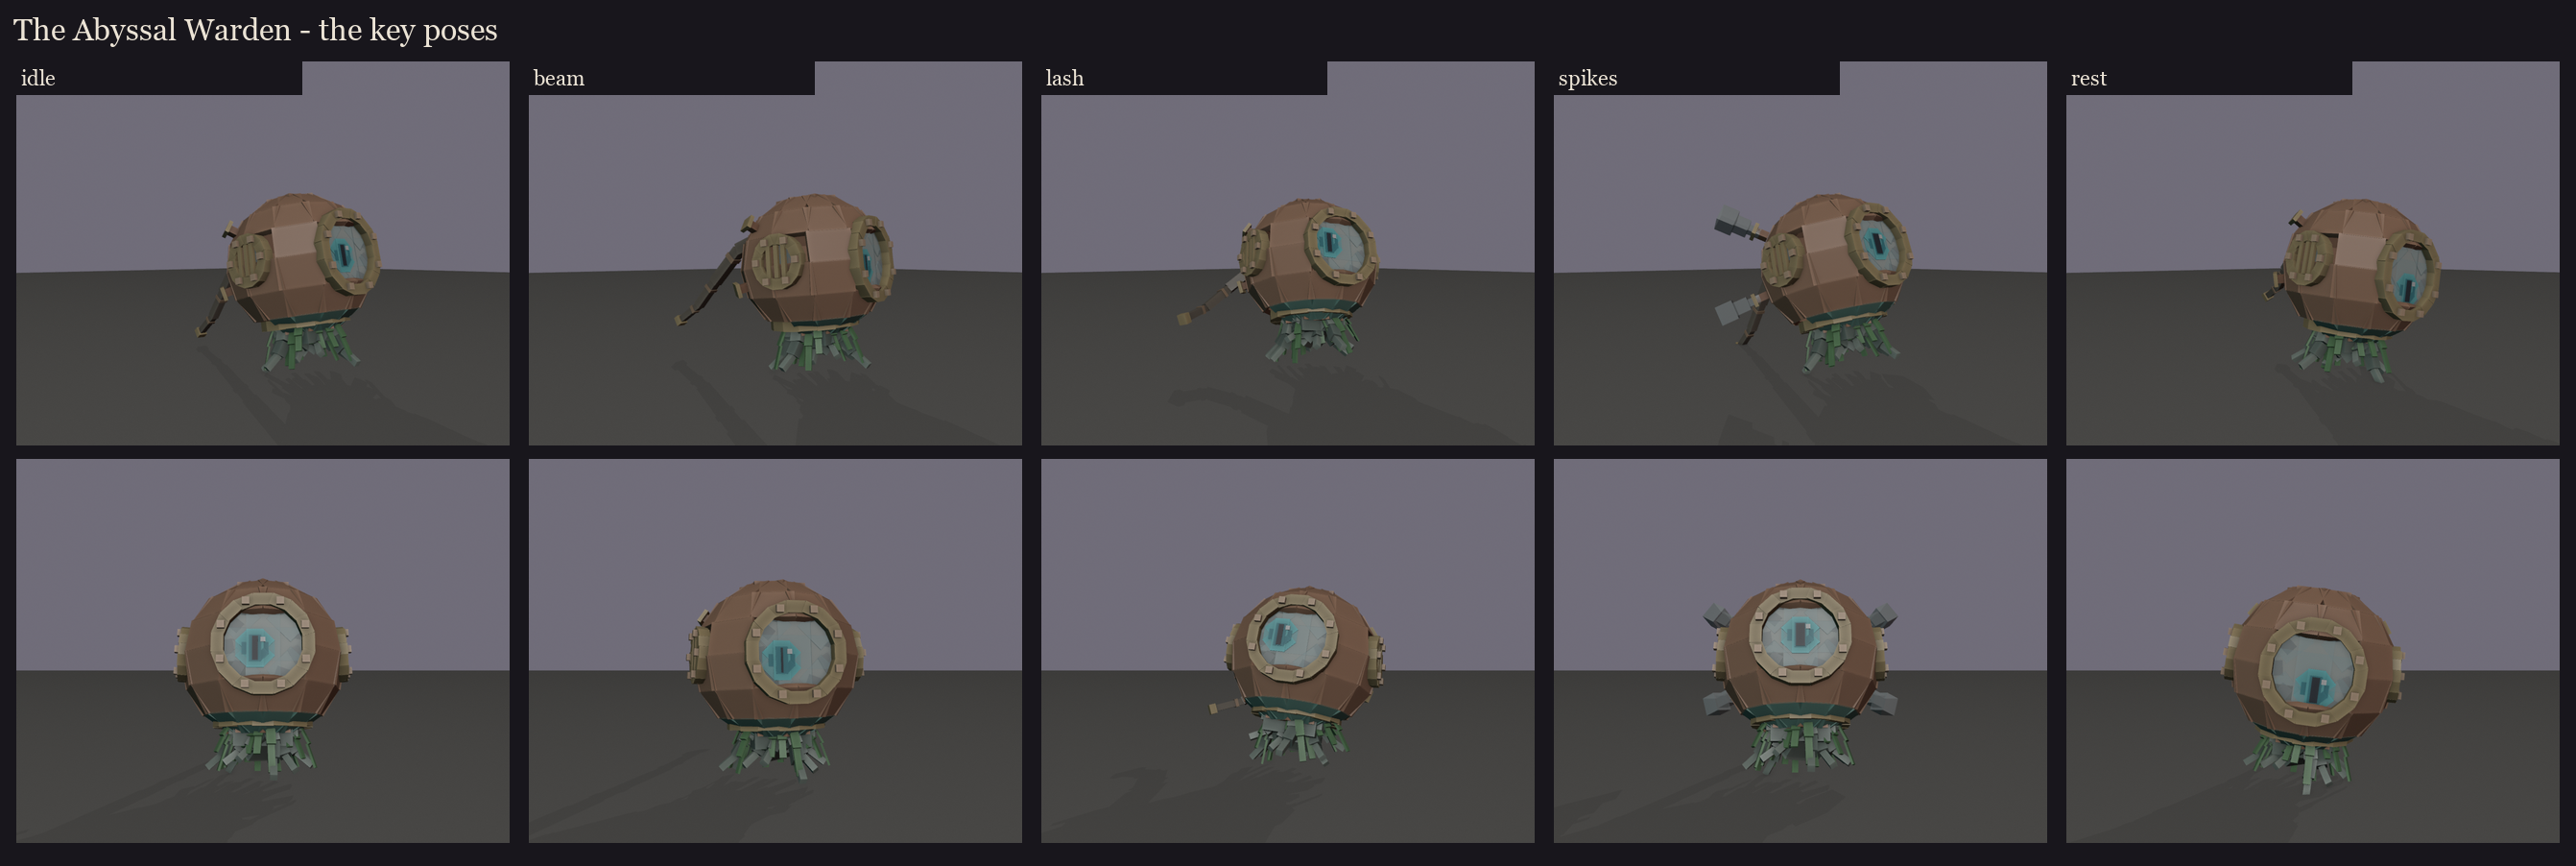 The Abyssal Warden - the key poses
idle
beam
lash
spikes
rest